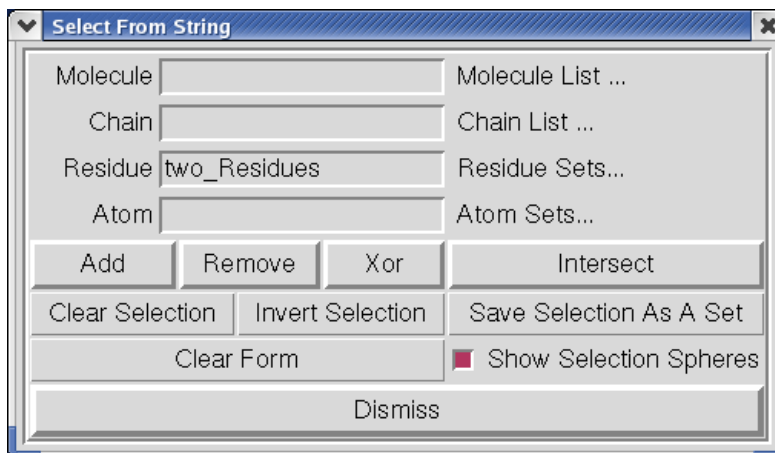 Select From String
Molecule Molecule List ...
Chain Chain List ...
Residue two_Residues Residue Sets...
Atom Atom Sets...
Add Remove Xor Intersect
Clear Selection Invert Selection Save Selection As A Set
Clear Form Show Selection Spheres
Dismiss